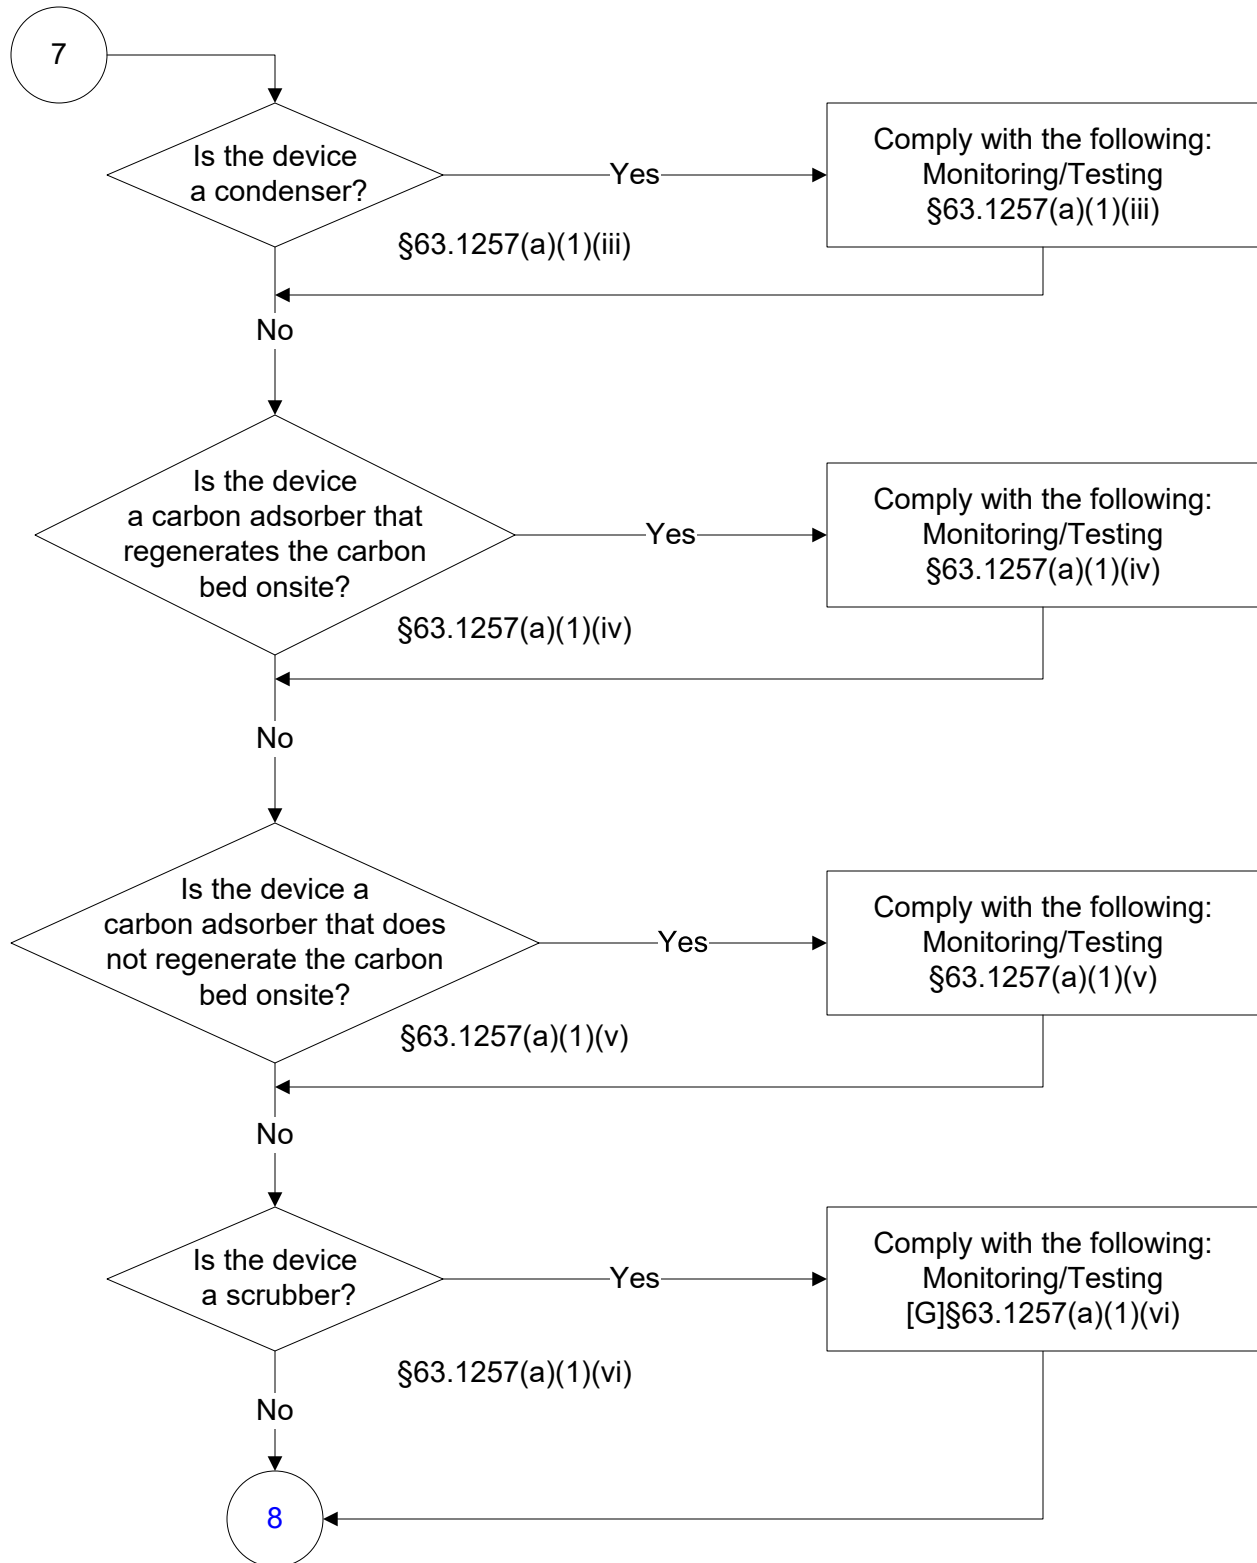 7
Is the device
a condenser?
Yes
§63.1257(a)(1)(iii)
Comply with the following:
Monitoring/Testing
§63.1257(a)(1)(iii)
No
Is the device
a carbon adsorber that
regenerates the carbon
bed onsite?
Yes
§63.1257(a)(1)(iv)
Comply with the following:
Monitoring/Testing
§63.1257(a)(1)(iv)
No
Is the device a
carbon adsorber that does
not regenerate the carbon
bed onsite?
Yes
§63.1257(a)(1)(v)
Comply with the following:
Monitoring/Testing
§63.1257(a)(1)(v)
No
Is the device
a scrubber?
Yes
§63.1257(a)(1)(vi)
Comply with the following:
Monitoring/Testing
[G]§63.1257(a)(1)(vi)
No
8